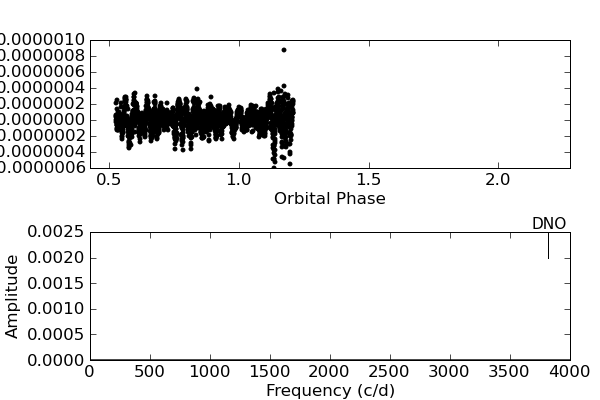 0.0000010
0.0000008
0.0000006
0.0000004
0.0000002
0.0000000
0.0000002
0.0000004
0.0000006
0.5 1.0 1.5 2.0
Orbital Phase
DNO
0.0025
0.0020
0.0015
0.0010
0.0005
0.0000
Amplitude
0 500 1000 1500 2000 2500 3000 3500 4000
Frequency (c/d)